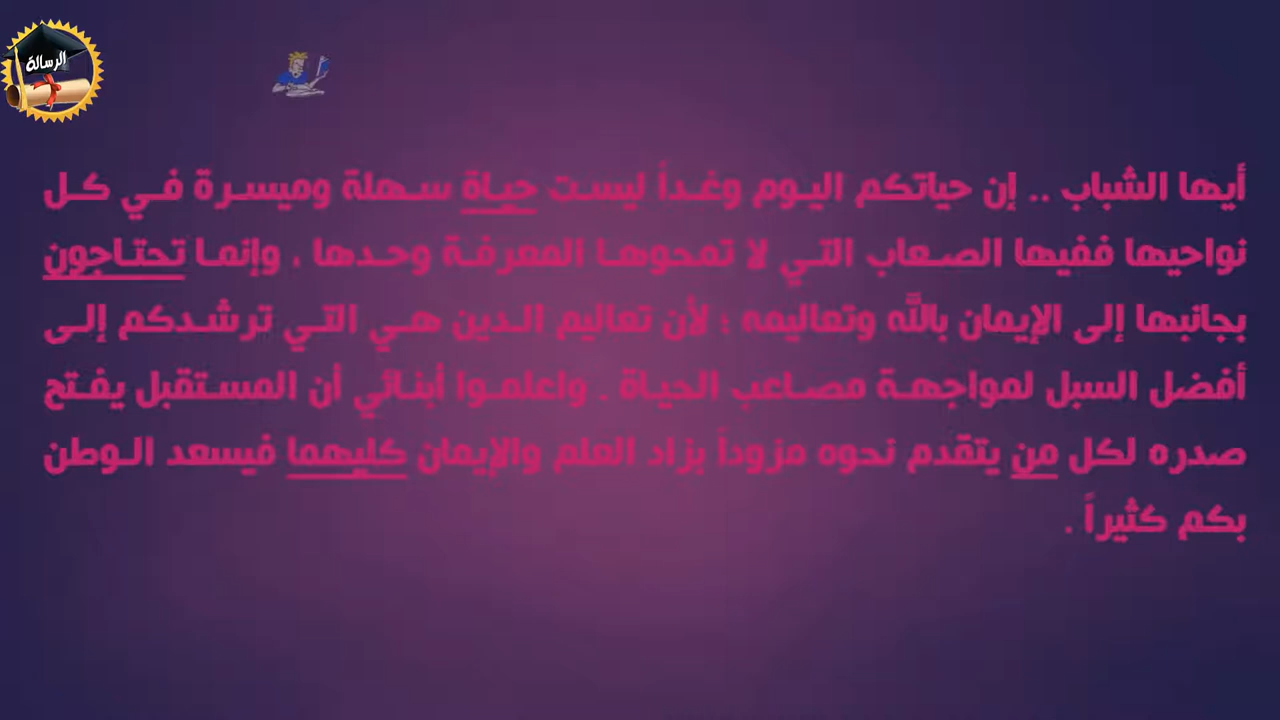 الرسالة
أيها الشباب .. إن حياتكم اليوم وغداً ليست حياة سهلة وميسرة في كل
نواحيها ففيها الصعاب التي لا تمحوها المعرفة وحدها ، وإنما تحتاجون
بجانبها إلى الإيمان بالله وتعاليمه ؛ لأن تعاليم الدين هي التي ترشدكم إلى
أفضل السبل لمواجهة مصاعب الحياة . واعلموا أبنائي أن المستقبل يفتح
صدره لكل من يتقدم نحوه مزوداً بزاد العلم والإيمان كليهما فيسعد الوطن
بكم كثيراً .